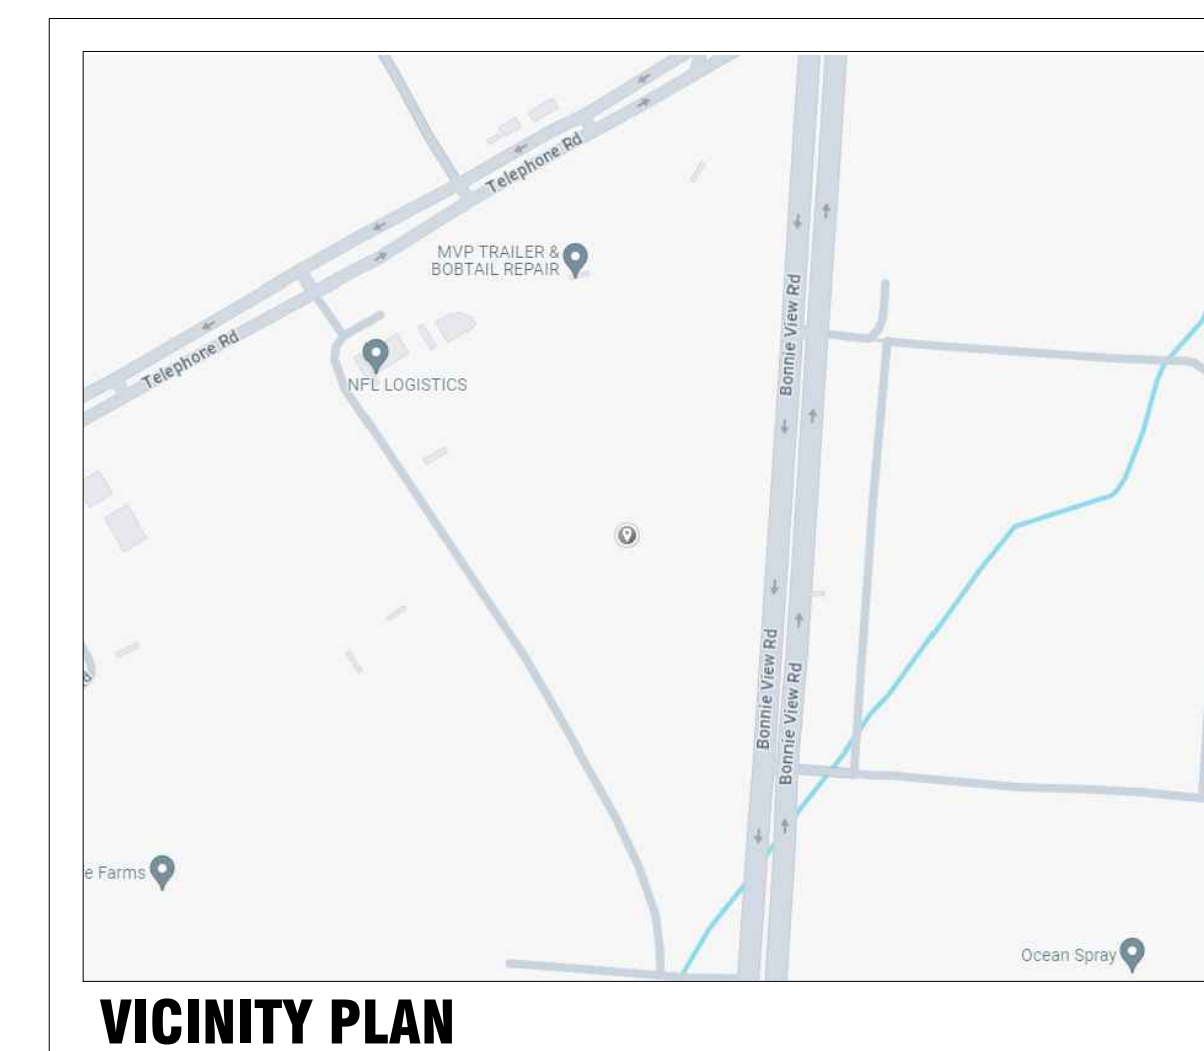 Telephone Rd
MVP TRAILER &
BOBTAIL REPAIR
Telephone Rd
NFL LOGISTICS
Bonnie View Rd
Bonnie View Rd
Bonnie View Rd
e Farms
Ocean Spray
VICINITY PLAN